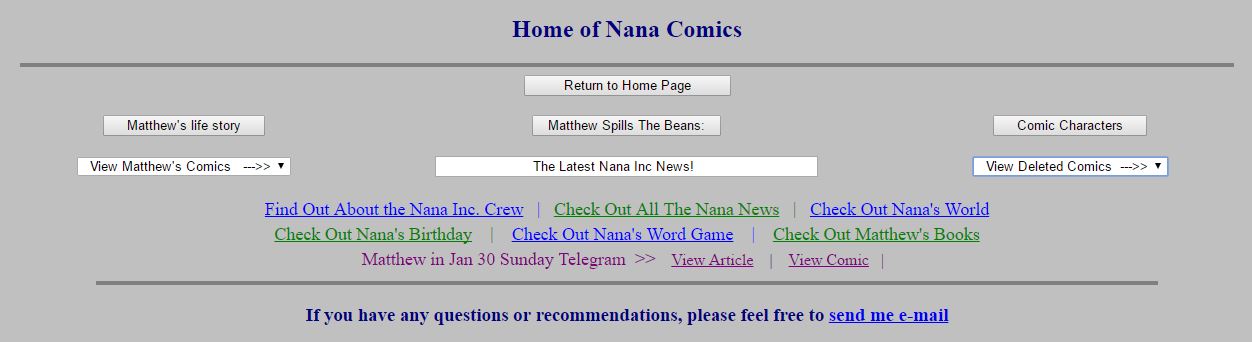 Home of Nana Comics
Return to Home Page
Matthew's life story Matthew Spills The Beans: Comic Characters
View Matthew's Comics --->> The Latest Nana Inc News! View Deleted Comics --->>
Find Out About the Nana Inc. Crew | Check Out All The Nana News | Check Out Nana's World
Check Out Nana's Birthday | Check Out Nana's Word Game | Check Out Matthew's Books
Matthew in Jan 30 Sunday Telegram >> View Article | View Comic |
If you have any questions or recommendations, please feel free to send me e-mail